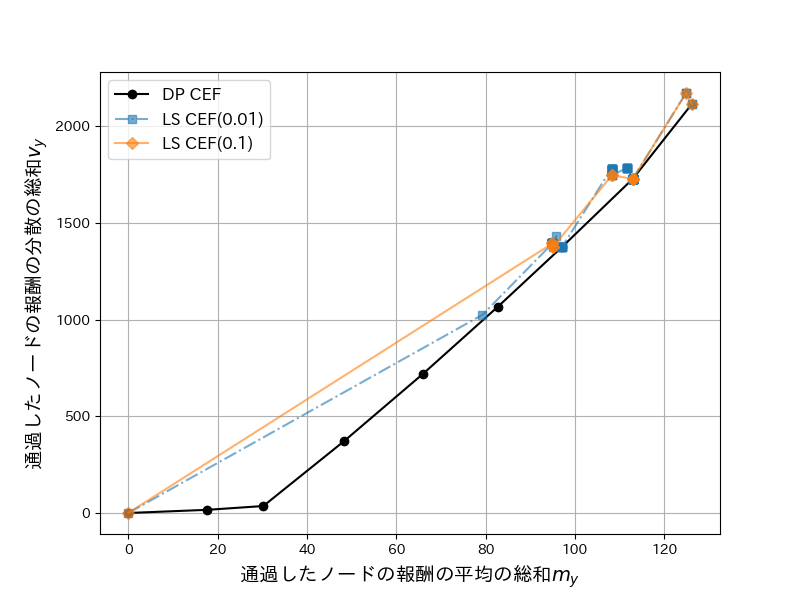 DP CEF
LS CEF(0.01)
LS CEF(0.1)
通過したノードの報酬の分散の総和v_y
2000
1500
1000
500
0
0 20 40 60 80 100 120
通過したノードの報酬の平均の総和m_y